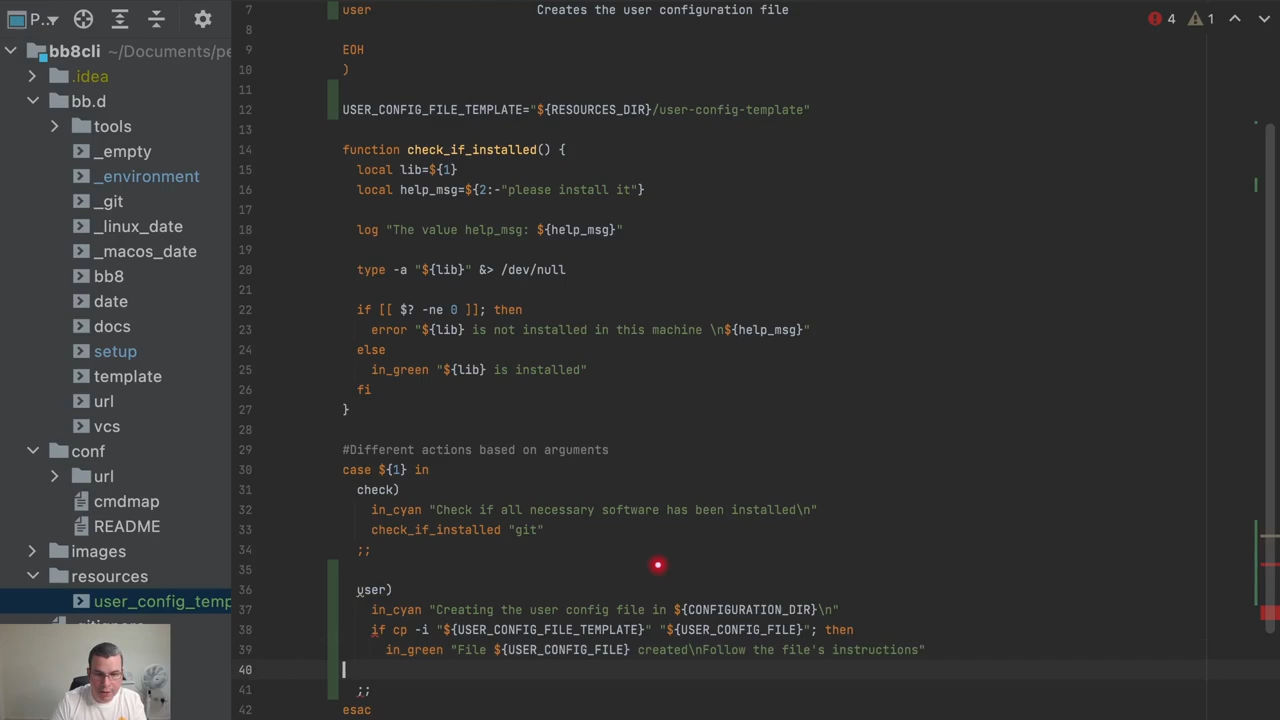 P...
bb8cli ~/Documents/pe
.idea
bb.d
tools
_empty
_environment
_git
_linux_date
_macos_date
bb8
date
docs
setup
template
url
vcs
conf
url
cmdmap
README
images
resources
user_config_temp
4 1
7 user Creates the user configuration file
8
9 EOH
10 )
11
12 USER_CONFIG_FILE_TEMPLATE="${RESOURCES_DIR}/user-config-template"
13
14 function check_if_installed() {
15 local lib=${1}
16 local help_msg=${2:-"please install it"}
17
18 log "The value help_msg: ${help_msg}"
19
20 type -a "${lib}" &> /dev/null
21
22 if [[ $? -ne 0 ]]; then
23 error "${lib} is not installed in this machine \n${help_msg}"
24 else
25 in_green "${lib} is installed"
26 fi
27 }
28
29 #Different actions based on arguments
30 case ${1} in
31 check)
32 in_cyan "Check if all necessary software has been installed\n"
33 check_if_installed "git"
34 ;;
35
36 user)
37 in_cyan "Creating the user config file in ${CONFIGURATION_DIR}\n"
38 if cp -i "${USER_CONFIG_FILE_TEMPLATE}" "${USER_CONFIG_FILE}"; then
39 in_green "File ${USER_CONFIG_FILE} created\nFollow the file's instructions"
40
41 ;;
42 esac